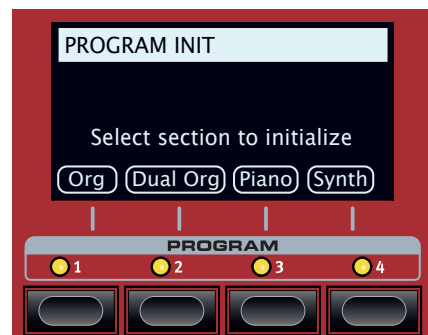 PROGRAM INIT
Select section to initialize
Org Dual Org Piano Synth
PROGRAM
1 2 3 4